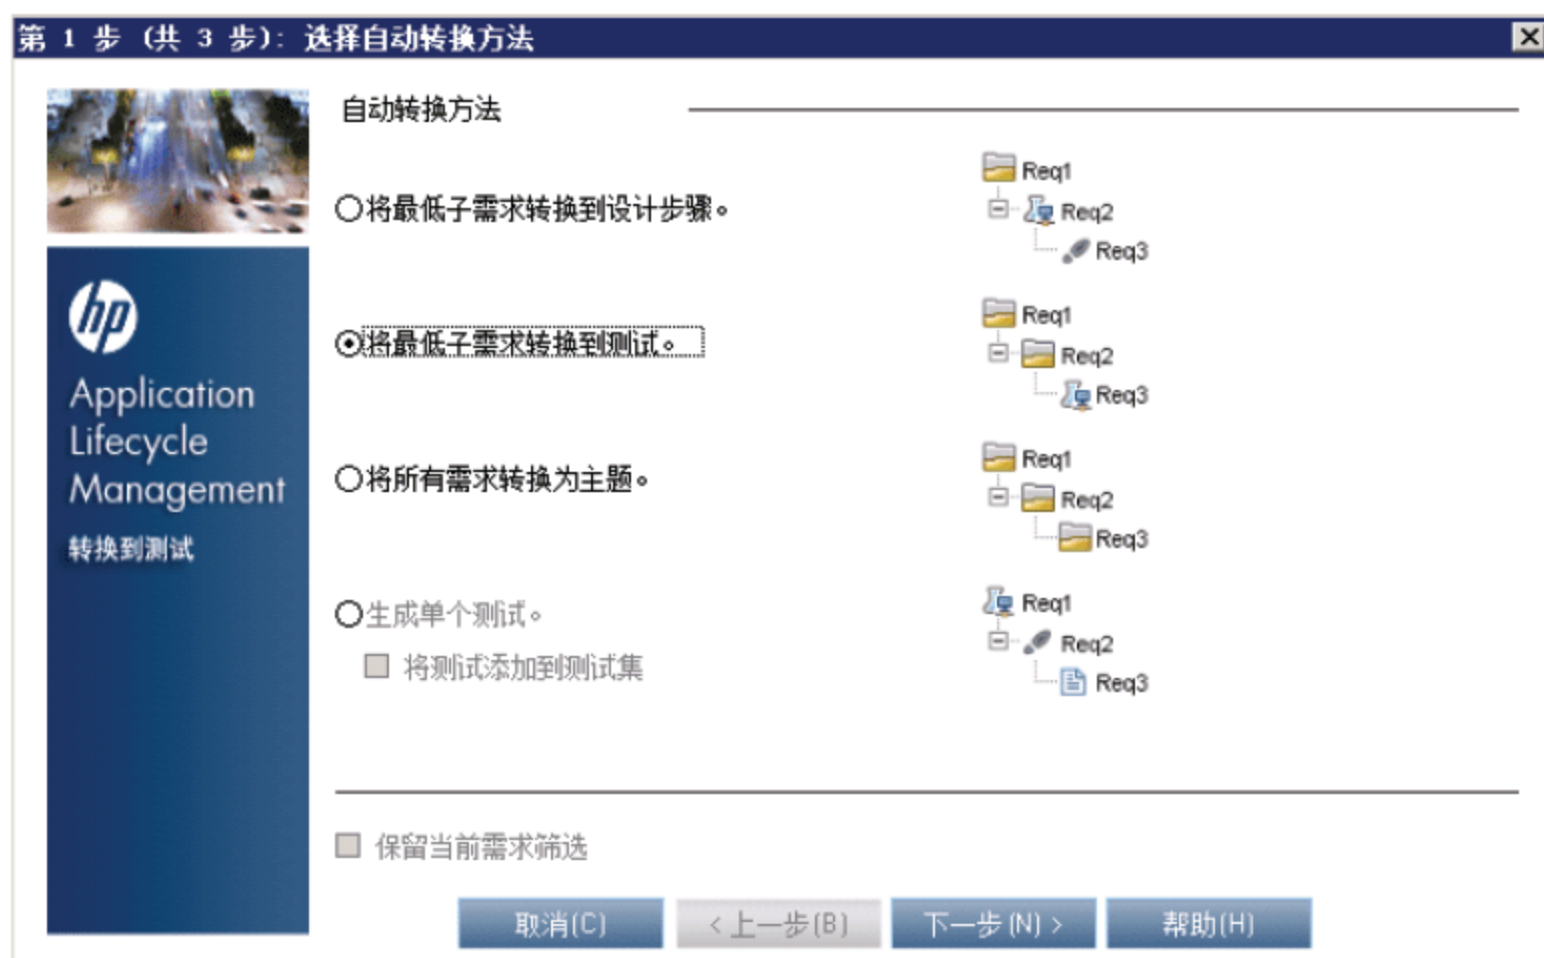 第 1 步 (共 3 步): 选择自动转换方法
自动转换方法
将最低子需求转换到设计步骤。
Req1
Req2
Req3
将最低子需求转换到测试。
Req1
Req2
Req3
将所有需求转换为主题。
Req1
Req2
Req3
生成单个测试。
将测试添加到测试集
Req1
Req2
Req3
hp
Application
Lifecycle
Management
转换到测试
保留当前需求筛选
取消(C)
<上一步(B)
下一步(N)>
帮助(H)